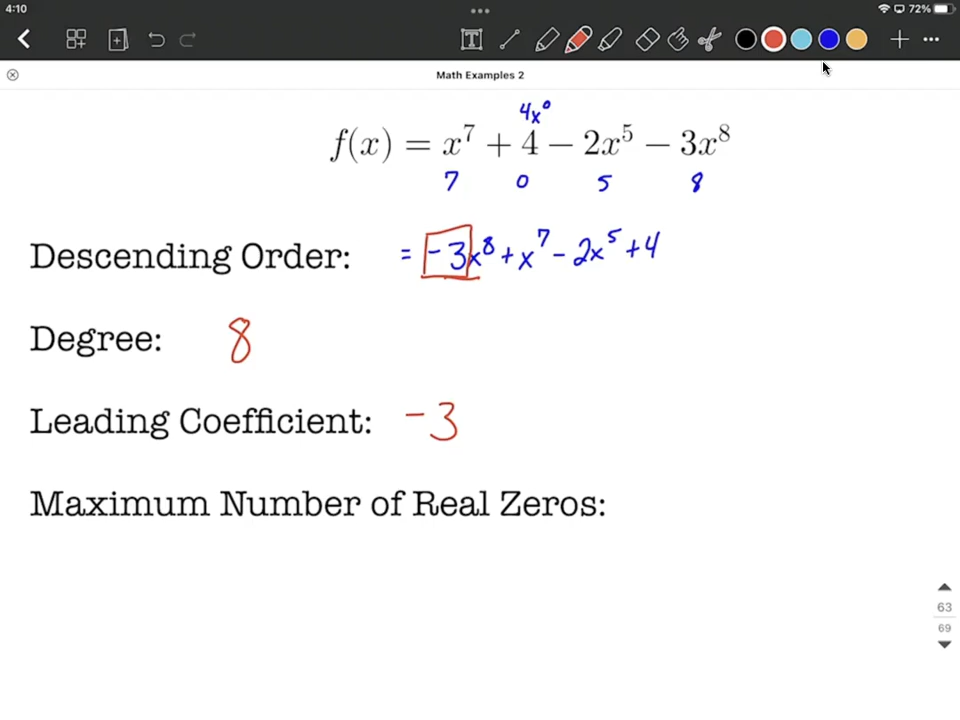 4:10
72%
Math Examples 2
4x⁰
f(x) = x⁷ + 4 − 2x⁵ − 3x⁸
7 0 5 8
Descending Order: = −3x⁸ + x⁷ − 2x⁵ + 4
Degree: 8
Leading Coefficient: −3
Maximum Number of Real Zeros:
63
69